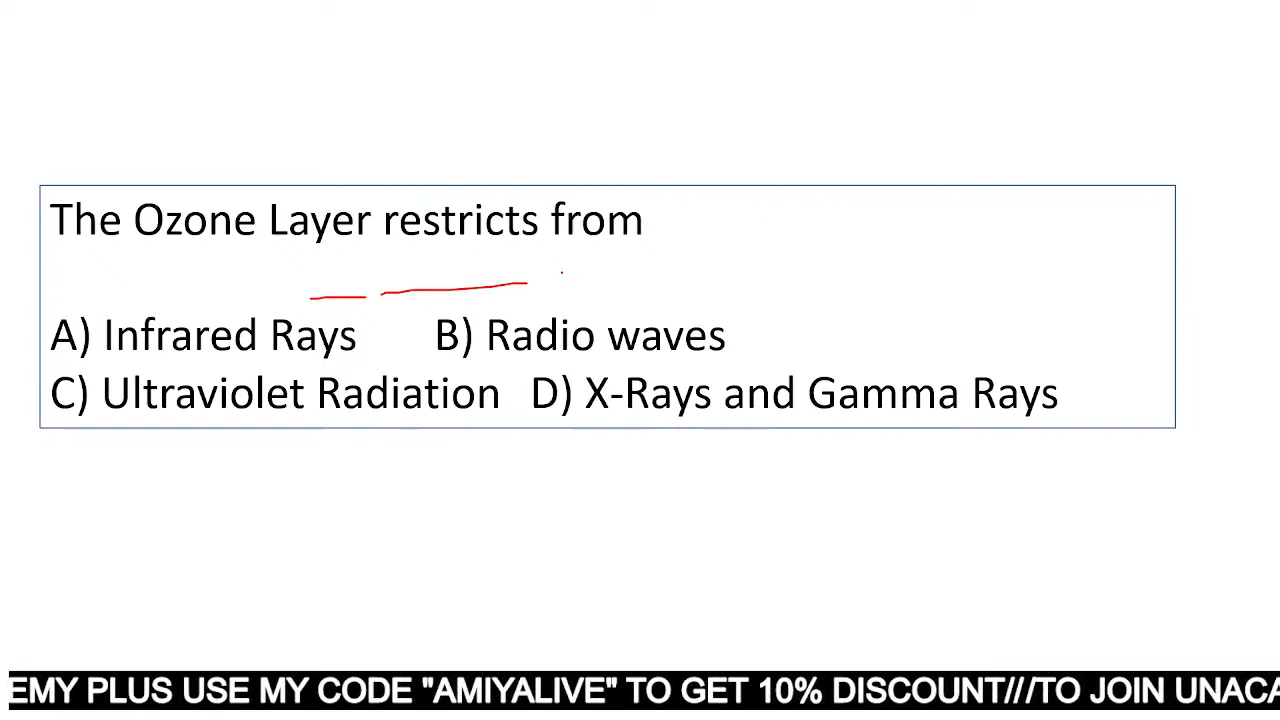 The Ozone Layer restricts from
A) Infrared Rays B) Radio waves
C) Ultraviolet Radiation D) X-Rays and Gamma Rays
EMY PLUS USE MY CODE "AMIYALIVE" TO GET 10% DISCOUNT///TO JOIN UNACA